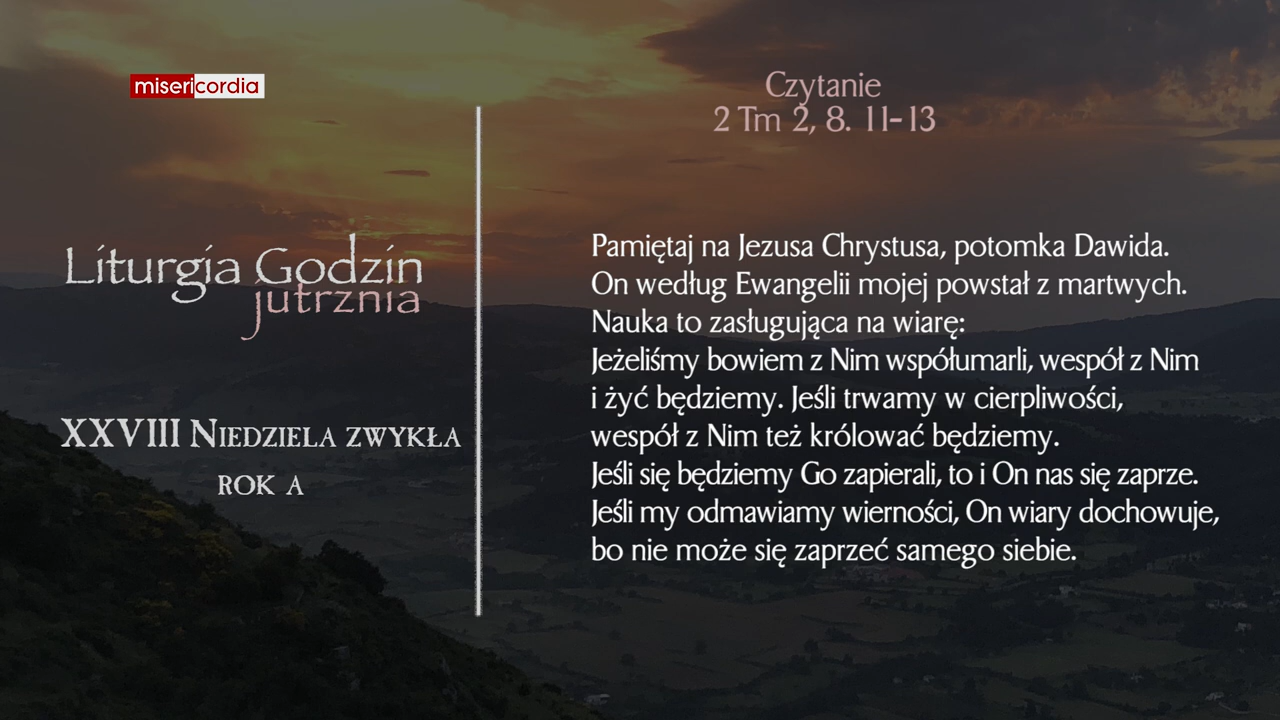 misericordia
Liturgia Godzin
jutrznia
XXVIII Niedziela zwykła
rok A
Czytanie
2 Tm 2, 8. 11-13
Pamiętaj na Jezusa Chrystusa, potomka Dawida.
On według Ewangelii mojej powstał z martwych.
Nauka to zasługująca na wiarę:
Jeżeliśmy bowiem z Nim współumarli, wespół z Nim
i żyć będziemy. Jeśli trwamy w cierpliwości,
wespół z Nim też królować będziemy.
Jeśli się będziemy Go zapierali, to i On nas się zaprze.
Jeśli my odmawiamy wierności, On wiary dochowuje,
bo nie może się zaprzeć samego siebie.